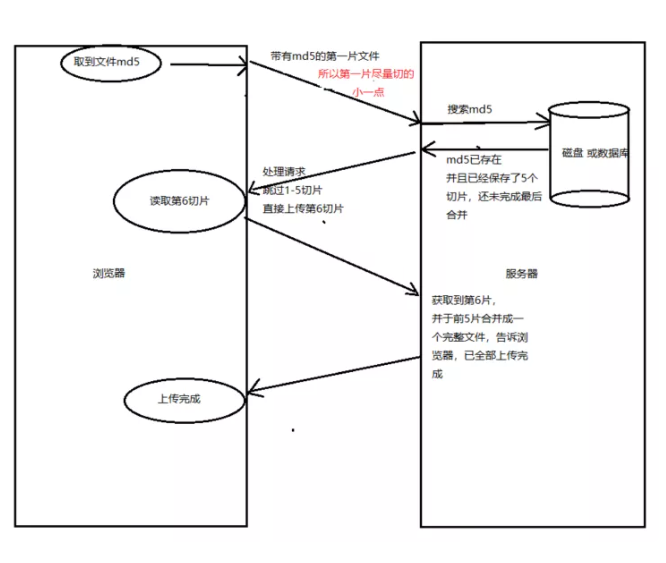 取到文件md5
带有md5的第一片文件
所以第一片尽量切的
小一点
搜索md5
磁盘 或数据库
md5已存在
并且已经保存了5个
切片，还未完成最后
合并
处理请求
跳过1-5切片
直接上传第6切片
读取第6切片
浏览器
服务器
获取到第6片，
并于前5片合并成一
个完整文件，告诉浏
览器，已全部上传完
成
上传完成